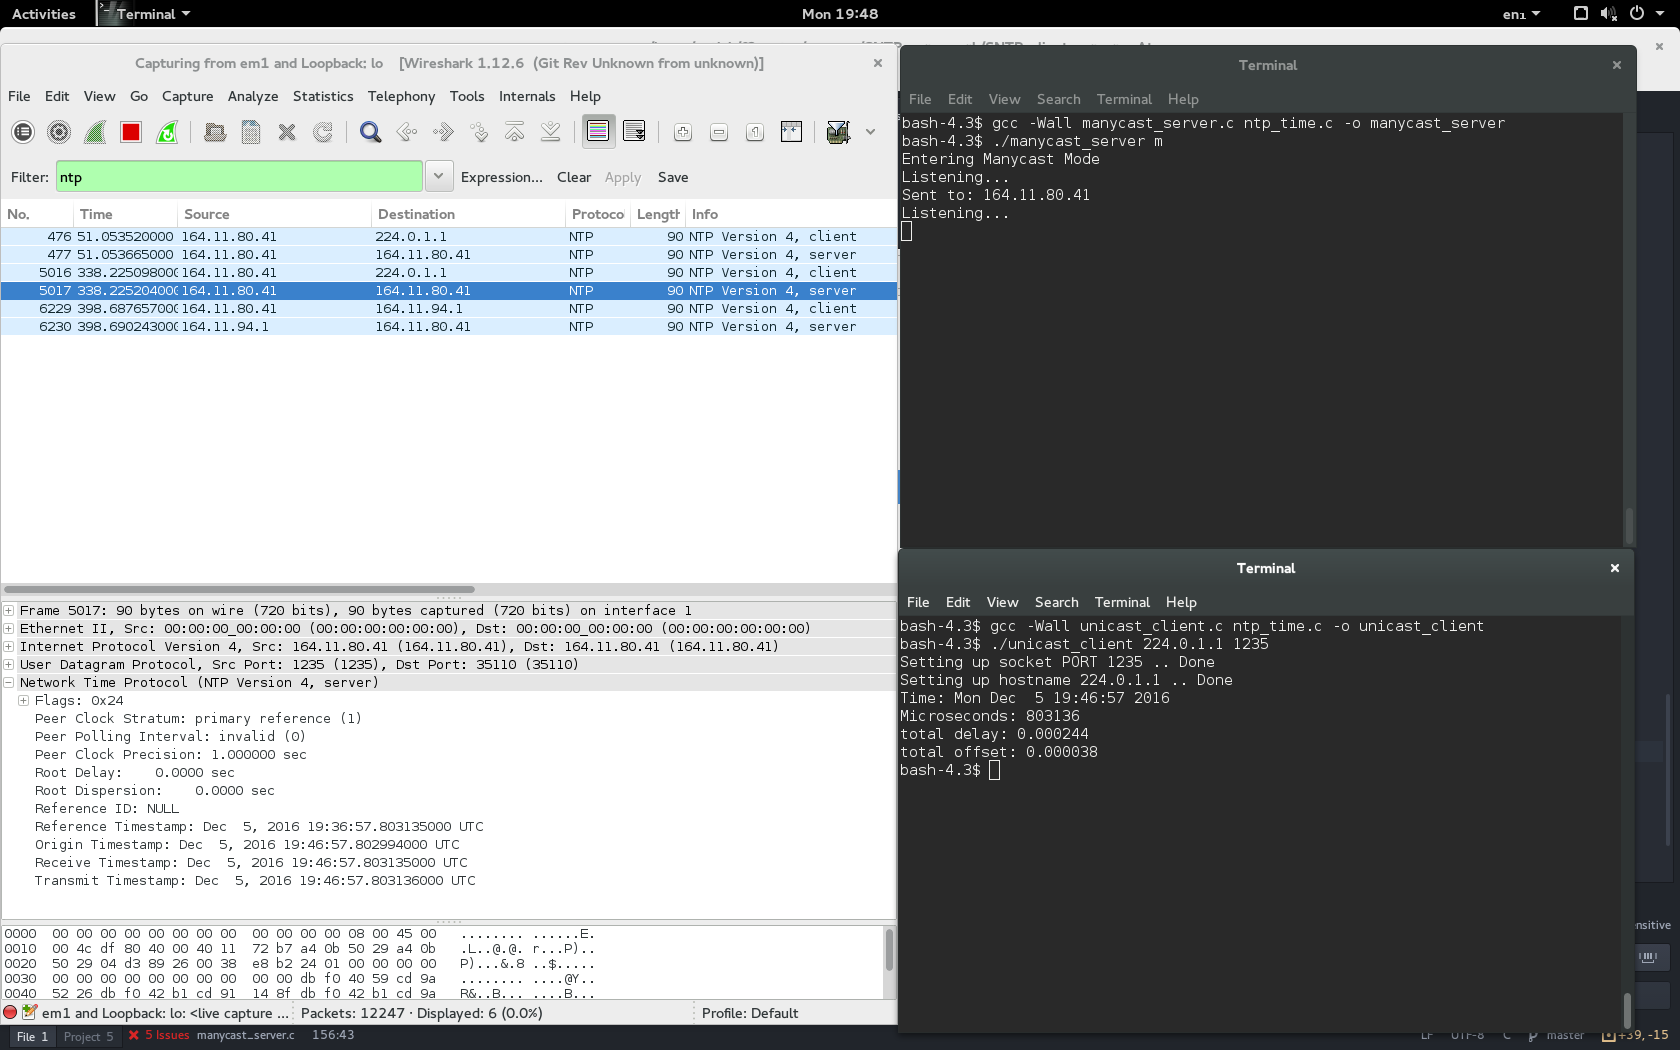 Activities Terminal Mon 19:48 en1
Capturing from em1 and Loopback: lo [Wireshark 1.12.6 (Git Rev Unknown from unknown)]
File Edit View Go Capture Analyze Statistics Telephony Tools Internals Help
Filter: ntp Expression... Clear Apply Save
No. Time Source Destination Protoco Length Info
476 51.053520000 164.11.80.41 224.0.1.1 NTP 90 NTP Version 4, client
477 51.053665000 164.11.80.41 164.11.80.41 NTP 90 NTP Version 4, server
5016 338.225098000 164.11.80.41 224.0.1.1 NTP 90 NTP Version 4, client
5017 338.225204000 164.11.80.41 164.11.80.41 NTP 90 NTP Version 4, server
6229 398.687657000 164.11.80.41 164.11.94.1 NTP 90 NTP Version 4, client
6230 398.690243000 164.11.94.1 164.11.80.41 NTP 90 NTP Version 4, server
Frame 5017: 90 bytes on wire (720 bits), 90 bytes captured (720 bits) on interface 1
Ethernet II, Src: 00:00:00_00:00:00 (00:00:00:00:00:00), Dst: 00:00:00_00:00:00 (00:00:00:00:00:00)
Internet Protocol Version 4, Src: 164.11.80.41 (164.11.80.41), Dst: 164.11.80.41 (164.11.80.41)
User Datagram Protocol, Src Port: 1235 (1235), Dst Port: 35110 (35110)
Network Time Protocol (NTP Version 4, server)
Flags: 0x24
Peer Clock Stratum: primary reference (1)
Peer Polling Interval: invalid (0)
Peer Clock Precision: 1.000000 sec
Root Delay: 0.0000 sec
Root Dispersion: 0.0000 sec
Reference ID: NULL
Reference Timestamp: Dec 5, 2016 19:36:57.803135000 UTC
Origin Timestamp: Dec 5, 2016 19:46:57.802994000 UTC
Receive Timestamp: Dec 5, 2016 19:46:57.803135000 UTC
Transmit Timestamp: Dec 5, 2016 19:46:57.803136000 UTC
0000 00 00 00 00 00 00 00 00 00 00 00 00 08 00 45 00 ........ ......E.
0010 00 4c df 80 40 00 40 11 72 b7 a4 0b 50 29 a4 0b .L..@.@. r...P)..
0020 50 29 04 d3 89 26 00 38 e8 b2 24 01 00 00 00 00 P)...&.8 ..$.....
0030 00 00 00 00 00 00 00 00 00 00 db f0 40 59 cd 9a ........ ....@Y..
0040 52 26 db f0 42 b1 cd 91 14 8f db f0 42 b1 cd 9a R&..B... ....B...
em1 and Loopback: lo: <live capture ... Packets: 12247 · Displayed: 6 (0.0%) Profile: Default
Terminal
File Edit View Search Terminal Help
bash-4.3$ gcc -Wall manycast_server.c ntp_time.c -o manycast_server
bash-4.3$ ./manycast_server m
Entering Manycast Mode
Listening...
Sent to: 164.11.80.41
Listening...
Terminal
File Edit View Search Terminal Help
bash-4.3$ gcc -Wall unicast_client.c ntp_time.c -o unicast_client
bash-4.3$ ./unicast_client 224.0.1.1 1235
Setting up socket PORT 1235 .. Done
Setting up hostname 224.0.1.1 .. Done
Time: Mon Dec  5 19:46:57 2016
Microseconds: 803136
total delay: 0.000244
total offset: 0.000038
bash-4.3$
nsitive
File 1 Project 5 5 Issues manycast_server.c 156:43 LF UTF-8 C master +39, -15